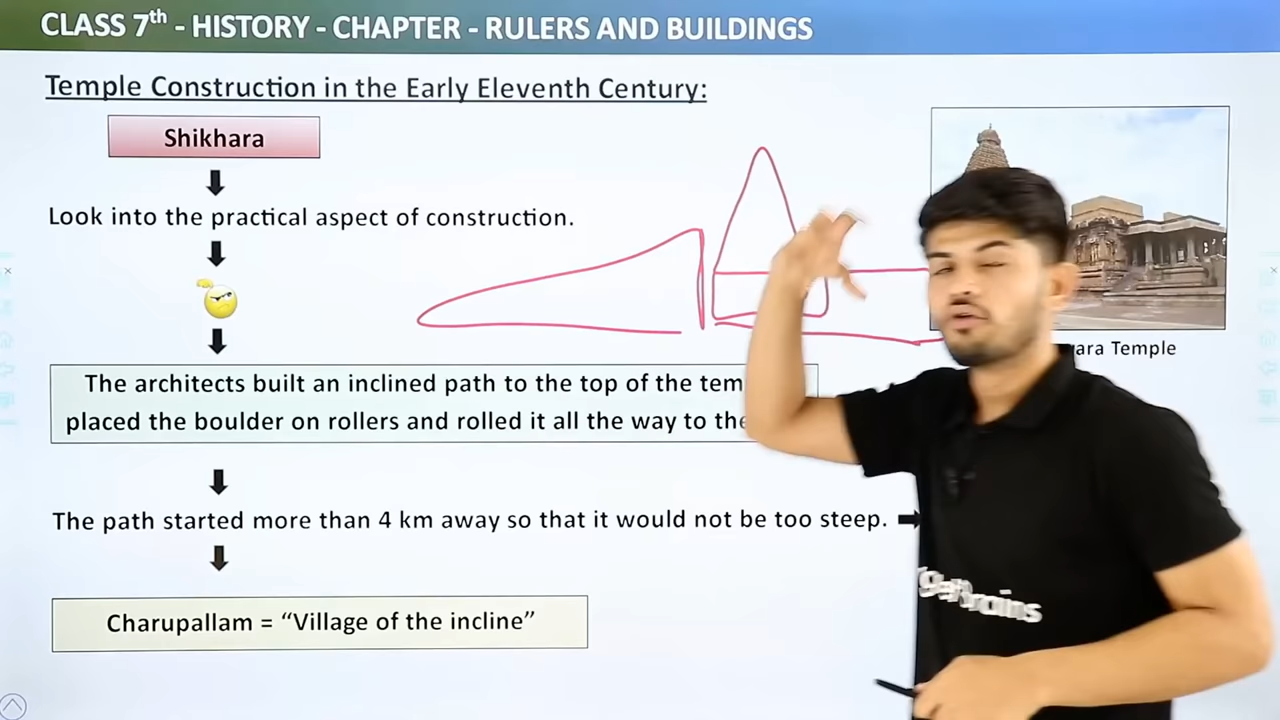 CLASS 7th - HISTORY - CHAPTER - RULERS AND BUILDINGS
Temple Construction in the Early Eleventh Century:
Shikhara
Look into the practical aspect of construction.
ara Temple
The architects built an inclined path to the top of the tem
placed the boulder on rollers and rolled it all the way to the
The path started more than 4 km away so that it would not be too steep.
Charupallam = “Village of the incline”